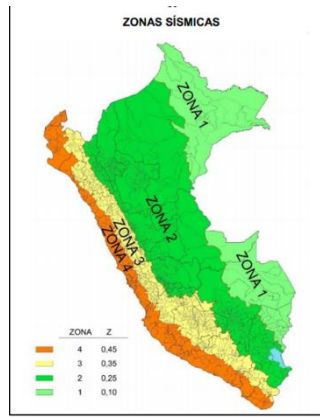 ZONAS SÍSMICAS
ZONA 1
ZONA 2
ZONA 3
ZONA 4
ZONA 1
ZONA Z
4 0,45
3 0,35
2 0,25
1 0,10